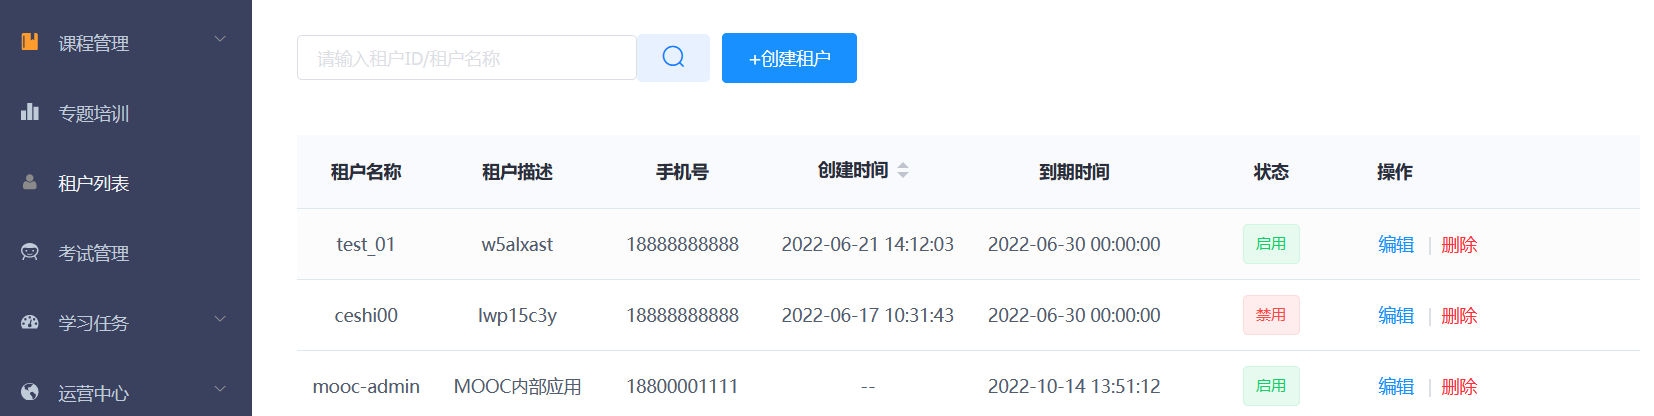 课程管理
专题培训
租户列表
考试管理
学习任务
运营中心
请输入租户ID/租户名称
+创建租户
租户名称 租户描述 手机号 创建时间 到期时间 状态 操作
test_01 w5alxast 18888888888 2022-06-21 14:12:03 2022-06-30 00:00:00 启用 编辑 | 删除
ceshi00 lwp15c3y 18888888888 2022-06-17 10:31:43 2022-06-30 00:00:00 禁用 编辑 | 删除
mooc-admin MOOC内部应用 18800001111 -- 2022-10-14 13:51:12 启用 编辑 | 删除